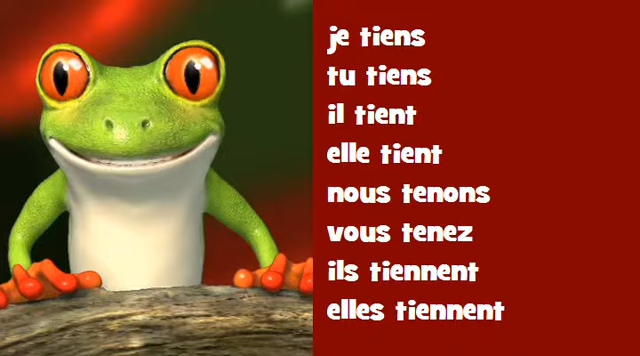 je tiens
tu tiens
il tient
elle tient
nous tenons
vous tenez
ils tiennent
elles tiennent